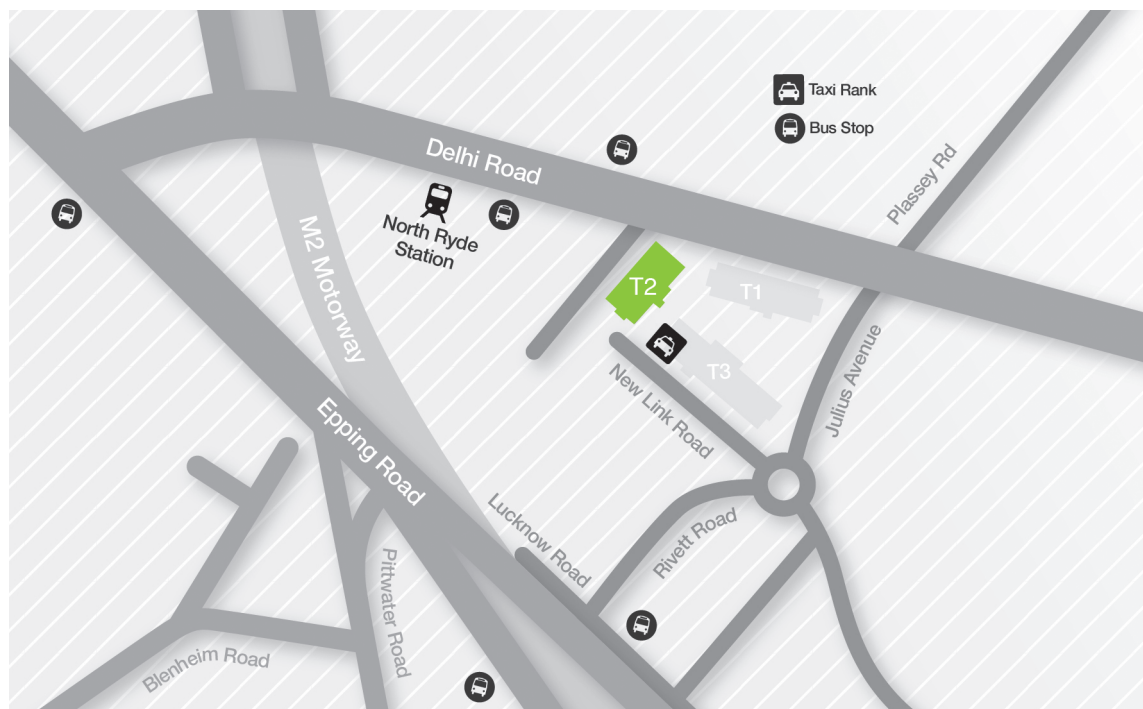 Taxi Rank
Bus Stop
Delhi Road
Plassey Rd
North Ryde
Station
M2 Motorway
T2
T1
T3
New Link Road
Julius Avenue
Epping Road
Lucknow Road
Rivett Road
Pittwater Road
Blenheim Road